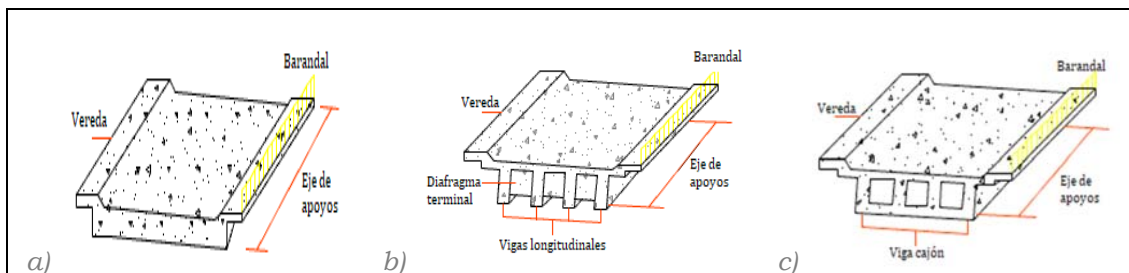 Barandal
Vereda
Eje de
apoyos
a)
Barandal
Vereda
Diafragma
terminal
Eje de
apoyos
Vigas longitudinales
b)
Barandal
Vereda
Eje de
apoyos
Viga cajón
c)